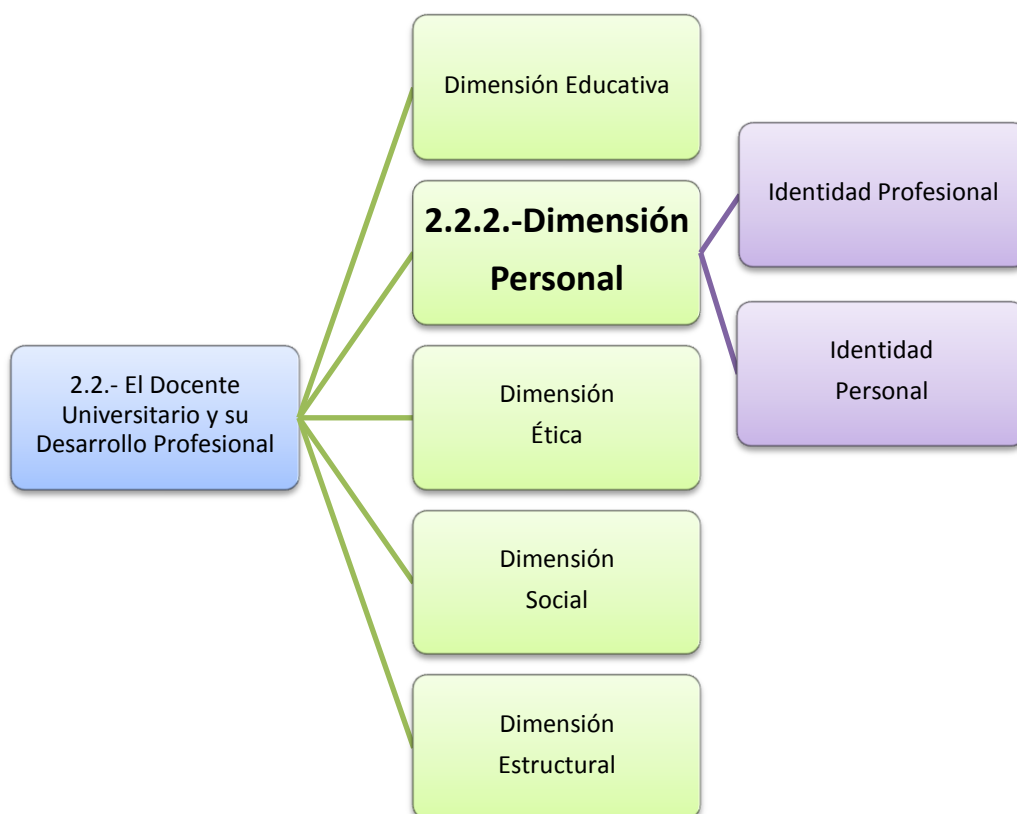 Dimensión Educativa
Identidad Profesional
2.2.2.-Dimensión
Personal
Identidad
Personal
2.2.- El Docente
Universitario y su
Desarrollo Profesional
Dimensión
Ética
Dimensión
Social
Dimensión
Estructural